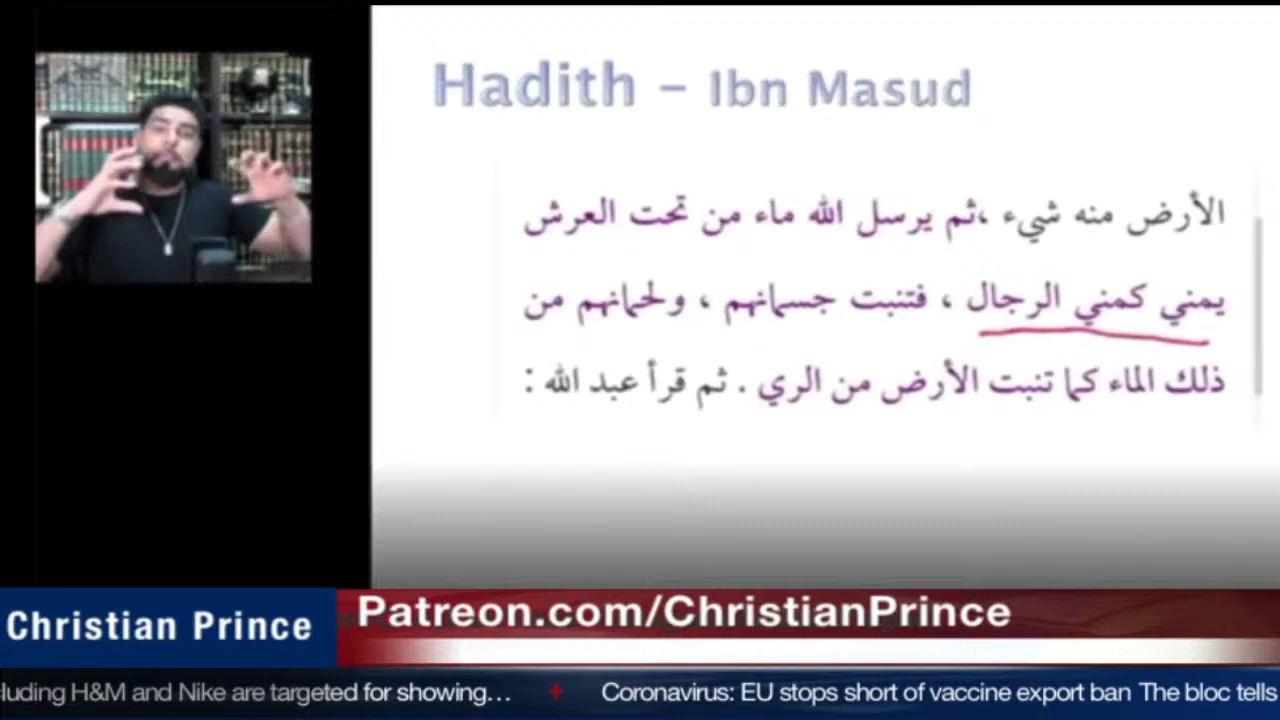 Hadith – Ibn Masud
الأرض منه شيء ،ثم يرسل الله ماء من تحت العرش
يمني كمني الرجال ، فتنبت جسمانهم ، ولحمانهم من
ذلك الماء كما تنبت الأرض من الري . ثم قرأ عبد الله :
Christian Prince
Patreon.com/ChristianPrince
cluding H&M and Nike are targeted for showing… Coronavirus: EU stops short of vaccine export ban The bloc tells